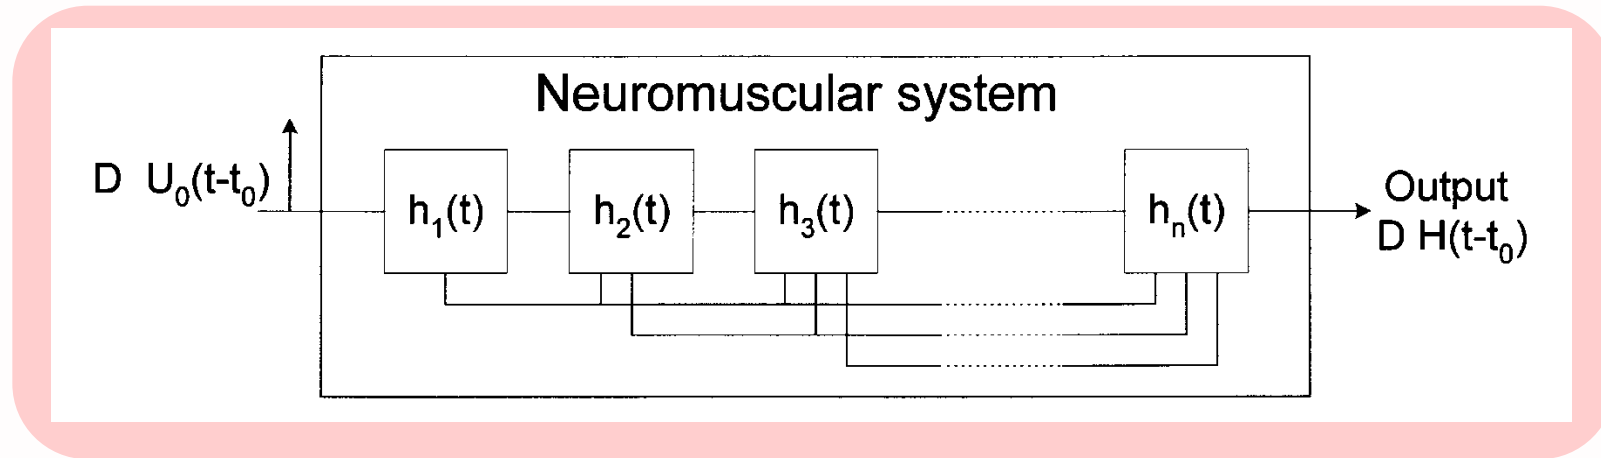 Neuromuscular system
D U₀(t-t₀)
h₁(t)
h₂(t)
h₃(t)
hₙ(t)
Output
D H(t-t₀)